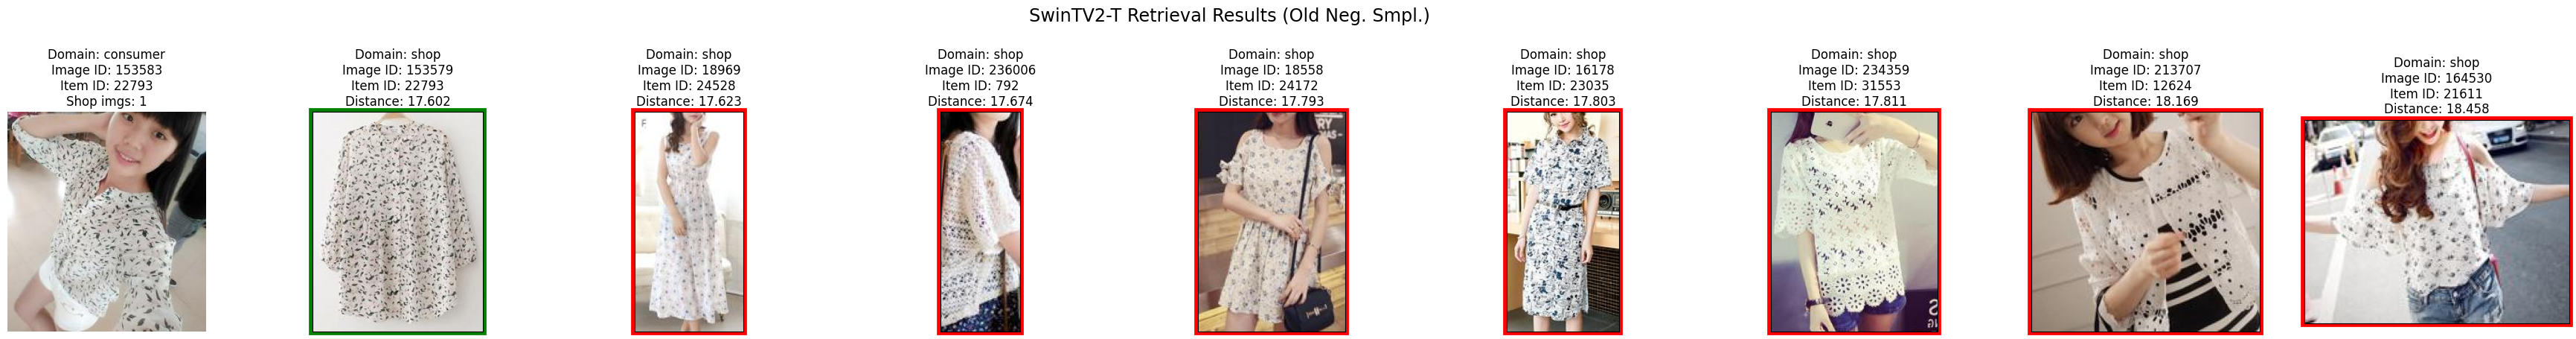 SwinTV2-T Retrieval Results (Old Neg. Smpl.)
Domain: consumer
Image ID: 153583
Item ID: 22793
Shop imgs: 1
Domain: shop
Image ID: 153579
Item ID: 22793
Distance: 17.602
Domain: shop
Image ID: 18969
Item ID: 24528
Distance: 17.623
Domain: shop
Image ID: 236006
Item ID: 792
Distance: 17.674
Domain: shop
Image ID: 18558
Item ID: 24172
Distance: 17.793
Domain: shop
Image ID: 16178
Item ID: 23035
Distance: 17.803
Domain: shop
Image ID: 234359
Item ID: 31553
Distance: 17.811
Domain: shop
Image ID: 213707
Item ID: 12624
Distance: 18.169
Domain: shop
Image ID: 164530
Item ID: 21611
Distance: 18.458